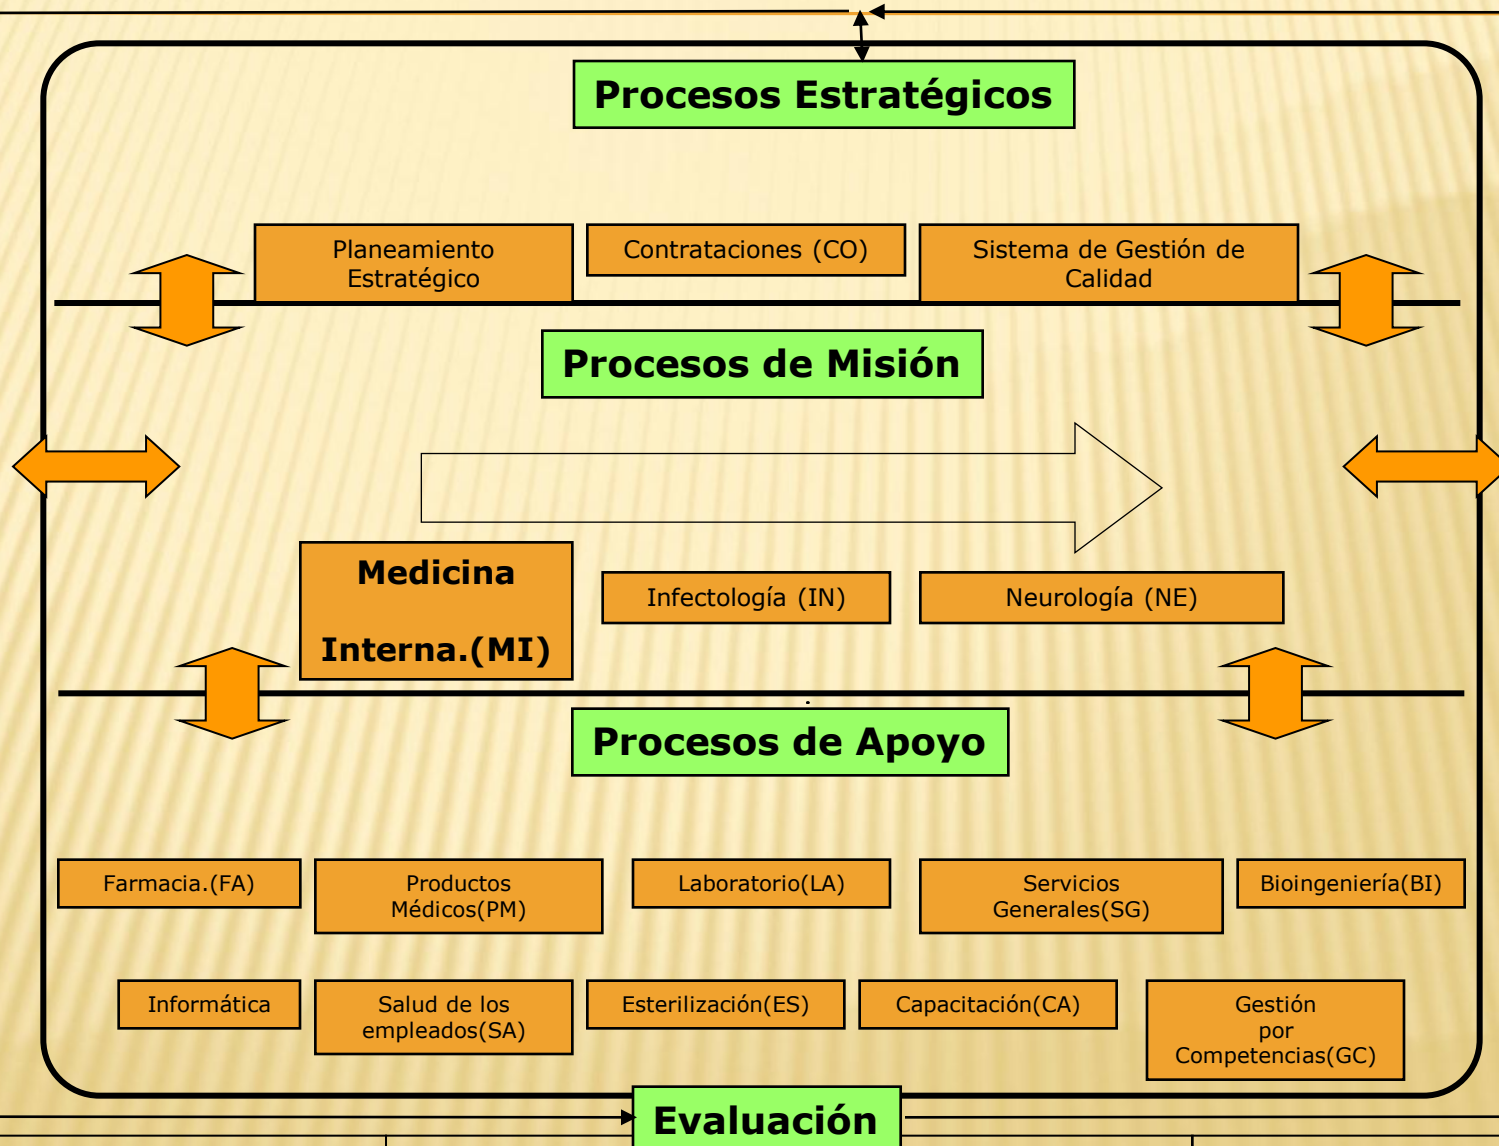 Procesos Estratégicos
Planeamiento
Estratégico
Contrataciones (CO)
Sistema de Gestión de
Calidad
Procesos de Misión
Medicina
Interna.(MI)
Infectología (IN)
Neurología (NE)
.
Procesos de Apoyo
Farmacia.(FA)
Productos
Médicos(PM)
Laboratorio(LA)
Servicios
Generales(SG)
Bioingeniería(BI)
Informática
Salud de los
empleados(SA)
Esterilización(ES)
Capacitación(CA)
Gestión
por
Competencias(GC)
Evaluación